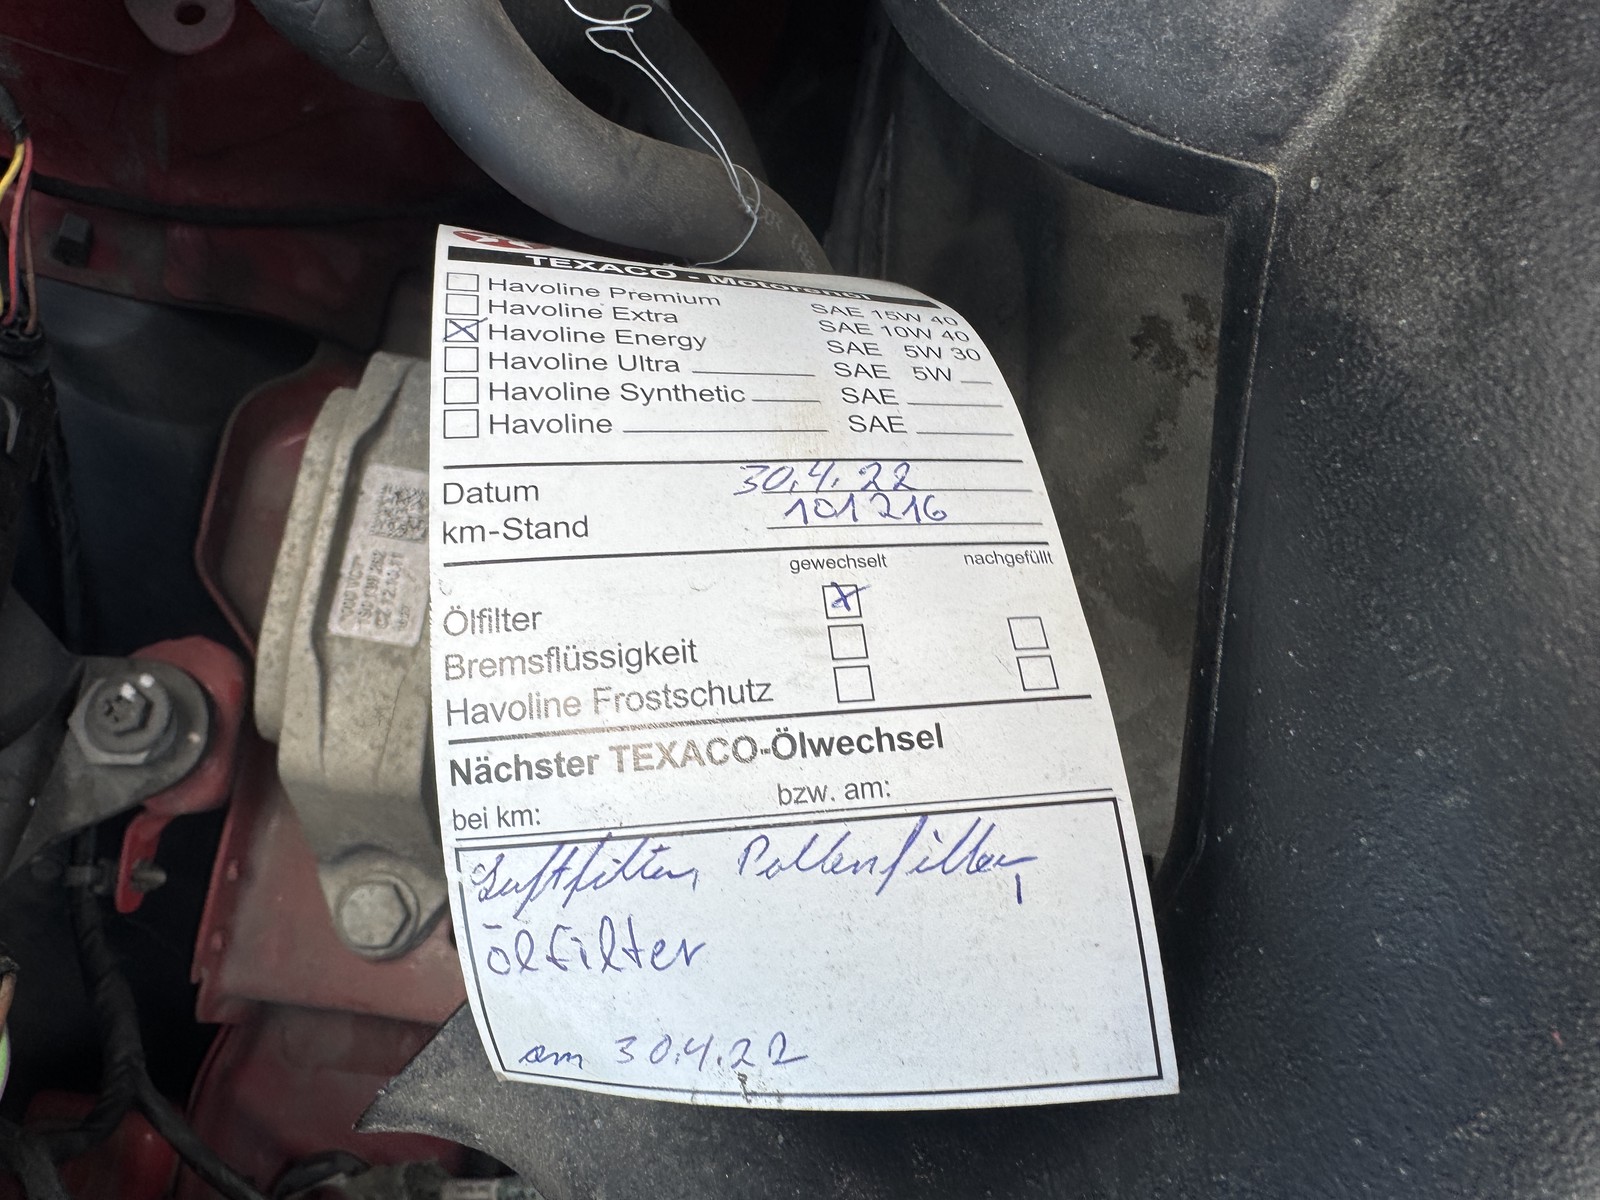 TEXACO - Motorenöl
Havoline Premium SAE 15W 40
Havoline Extra SAE 10W 40
Havoline Energy SAE 5W 30
Havoline Ultra SAE 5W
Havoline Synthetic SAE
Havoline SAE
Datum 30.4.22
km-Stand 101216
gewechselt nachgefüllt
Ölfilter
Bremsflüssigkeit
Havoline Frostschutz
Nächster TEXACO-Ölwechsel
bei km: bzw. am:
Luftfilter, Pollenfilter,
ölfilter
am 30.4.22